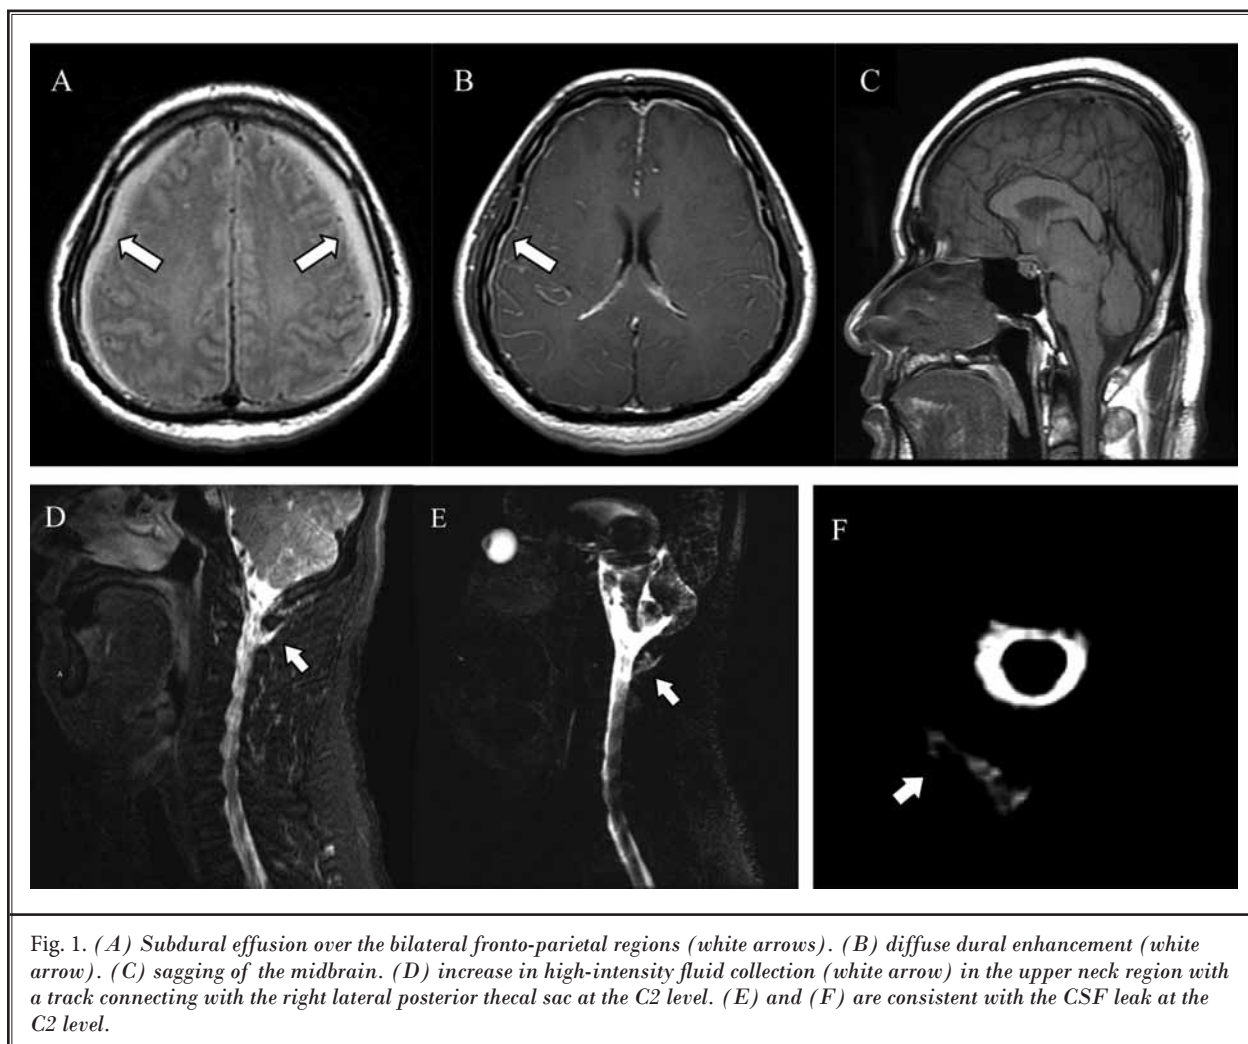 A
B
C
D
E
F
A
Fig. 1. (A) Subdural effusion over the bilateral fronto-parietal regions (white arrows). (B) diffuse dural enhancement (white
arrow). (C) sagging of the midbrain. (D) increase in high-intensity fluid collection (white arrow) in the upper neck region with
a track connecting with the right lateral posterior thecal sac at the C2 level. (E) and (F) are consistent with the CSF leak at the
C2 level.